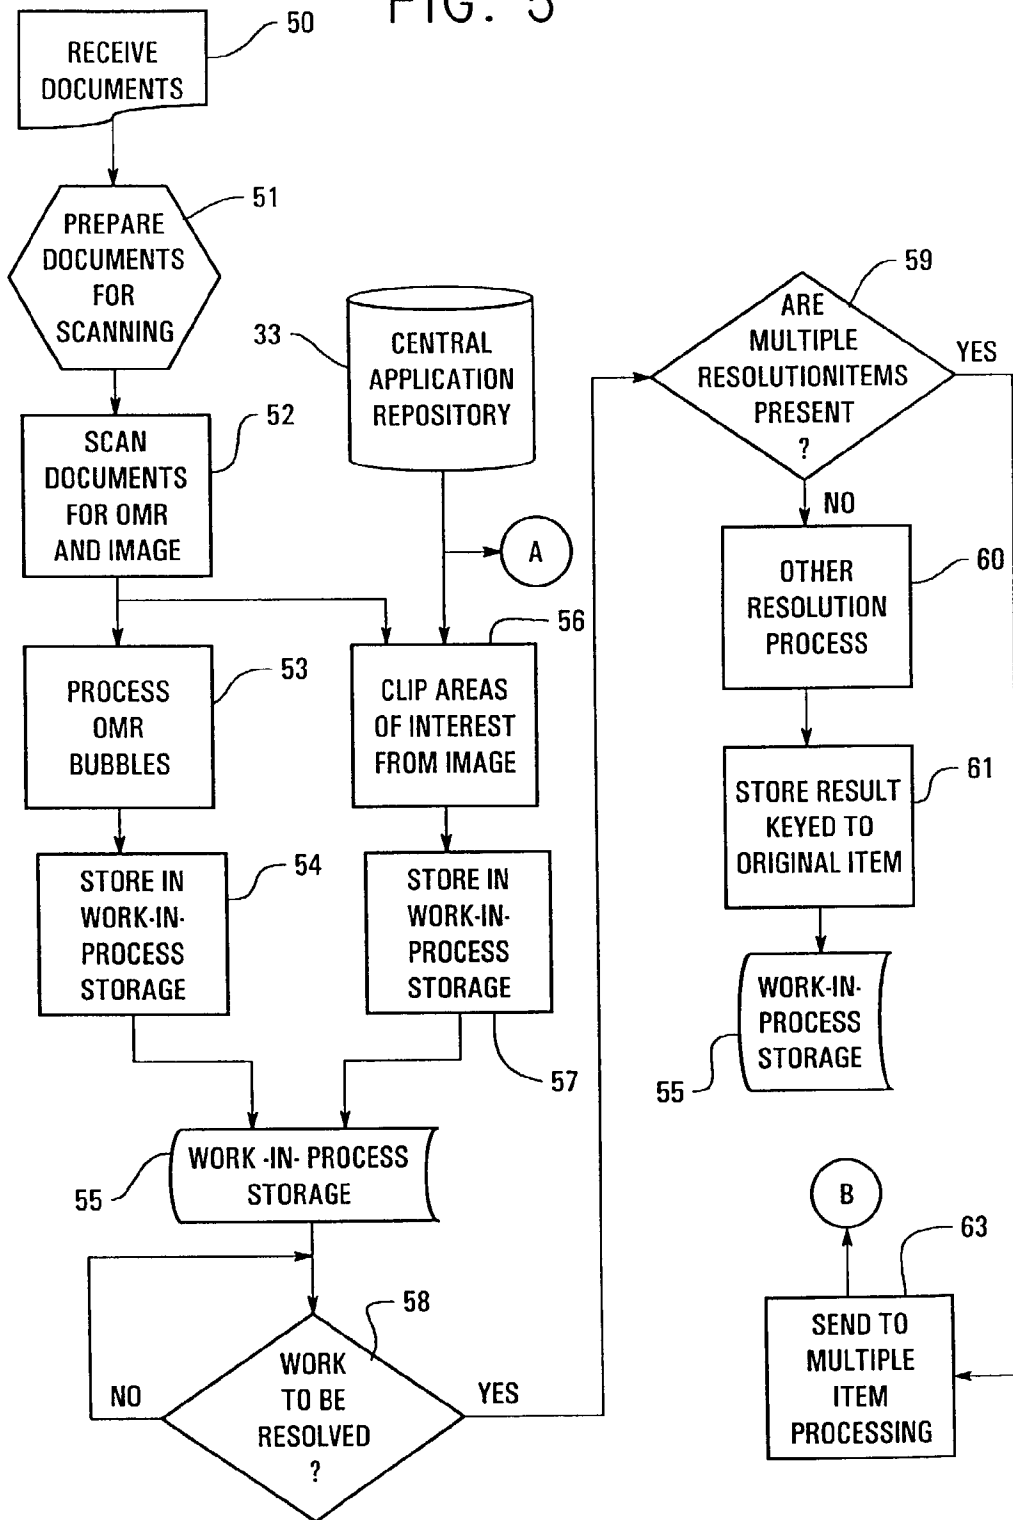 FIG. 5
50
RECEIVE
DOCUMENTS
51
PREPARE
DOCUMENTS
FOR
SCANNING
52
SCAN
DOCUMENTS
FOR OMR
AND IMAGE
33
CENTRAL
APPLICATION
REPOSITORY
A
53
PROCESS
OMR
BUBBLES
56
CLIP AREAS
OF INTEREST
FROM IMAGE
54
STORE IN
WORK-IN-
PROCESS
STORAGE
STORE IN
WORK-IN-
PROCESS
STORAGE
57
55
WORK -IN- PROCESS
STORAGE
58
WORK
TO BE
RESOLVED
?
NO
YES
59
ARE
MULTIPLE
RESOLUTIONITEMS
PRESENT
?
YES
NO
60
OTHER
RESOLUTION
PROCESS
61
STORE RESULT
KEYED TO
ORIGINAL ITEM
WORK-IN-
PROCESS
STORAGE
55
B
63
SEND TO
MULTIPLE
ITEM
PROCESSING